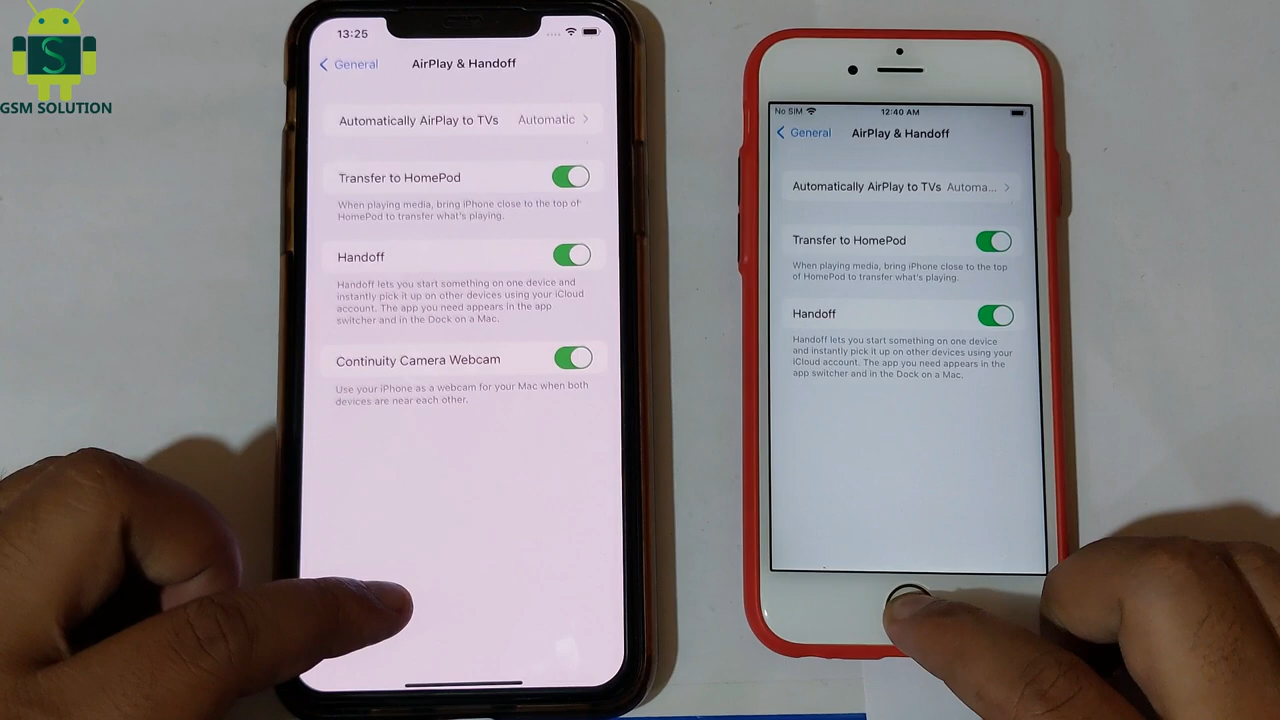 S
GSM SOLUTION
13:25
General
AirPlay & Handoff
Automatically AirPlay to TVs Automatic
Transfer to HomePod
When playing media, bring iPhone close to the top of
HomePod to transfer what's playing.
Handoff
Handoff lets you start something on one device and
instantly pick it up on other devices using your iCloud
account. The app you need appears in the app
switcher and in the Dock on a Mac.
Continuity Camera Webcam
Use your iPhone as a webcam for your Mac when both
devices are near each other.
No SIM
12:40 AM
General
AirPlay & Handoff
Automatically AirPlay to TVs Automa...
Transfer to HomePod
When playing media, bring iPhone close to the top
of HomePod to transfer what's playing.
Handoff
Handoff lets you start something on one device
and instantly pick it up on other devices using your
iCloud account. The app you need appears in the
app switcher and in the Dock on a Mac.